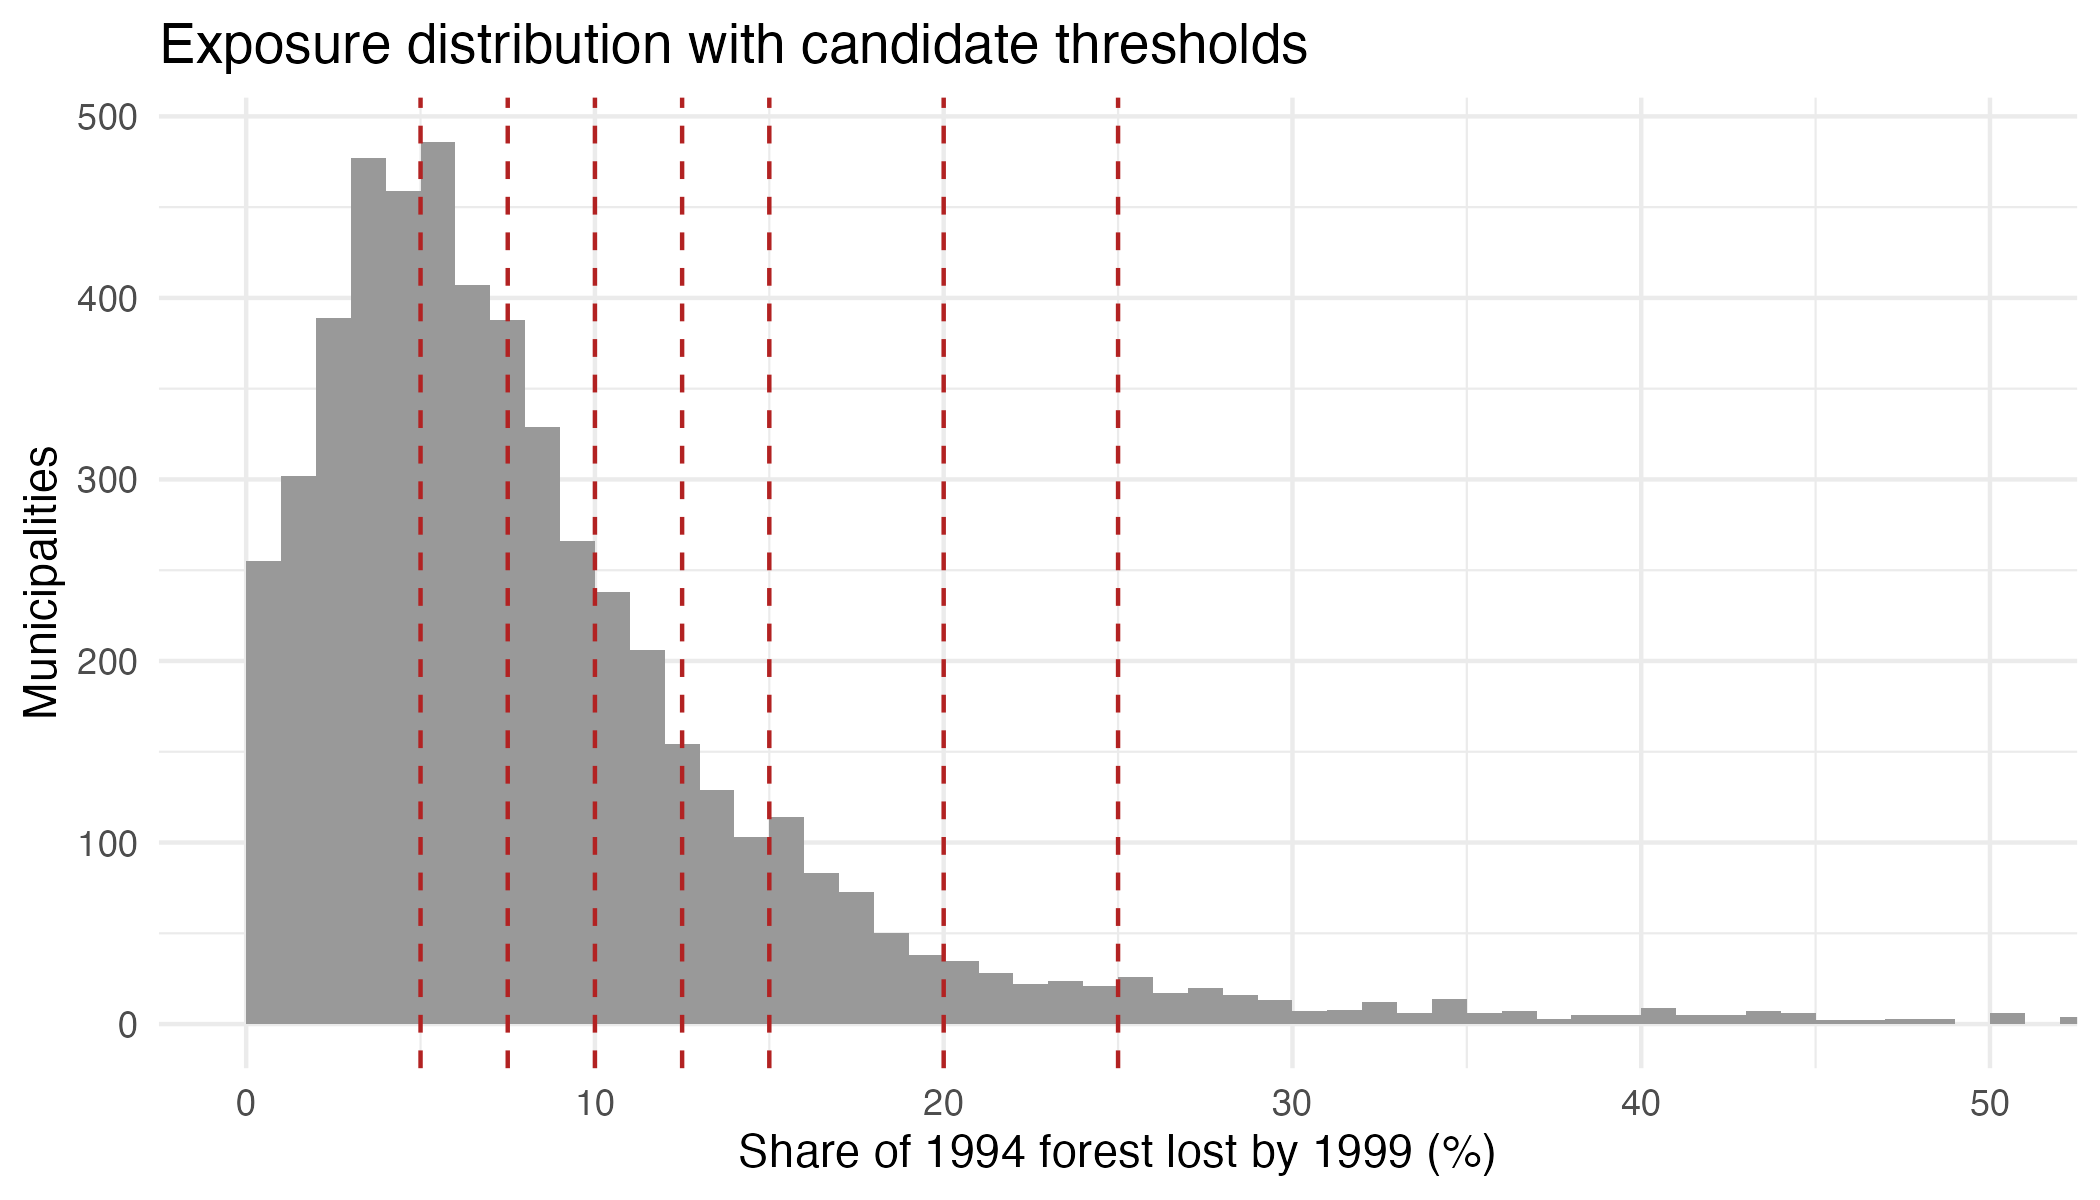 Exposure distribution with candidate thresholds
Municipalities
500
400
300
200
100
0
0 10 20 30 40 50
Share of 1994 forest lost by 1999 (%)